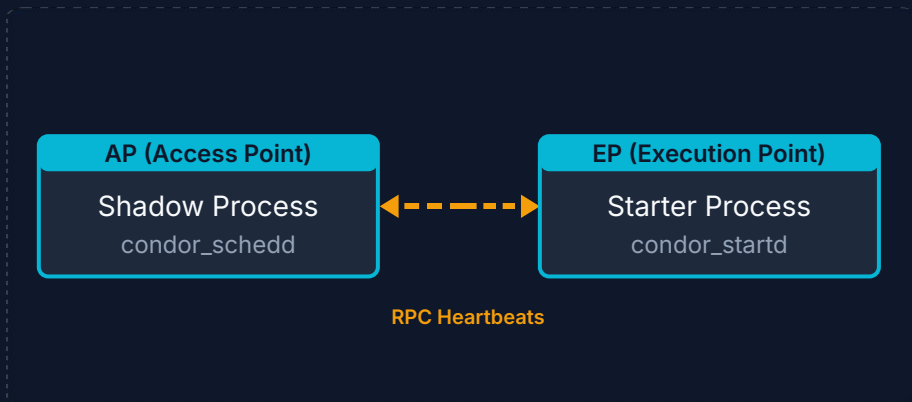 AP (Access Point)
Shadow Process
condor_schedd
EP (Execution Point)
Starter Process
condor_startd
RPC Heartbeats